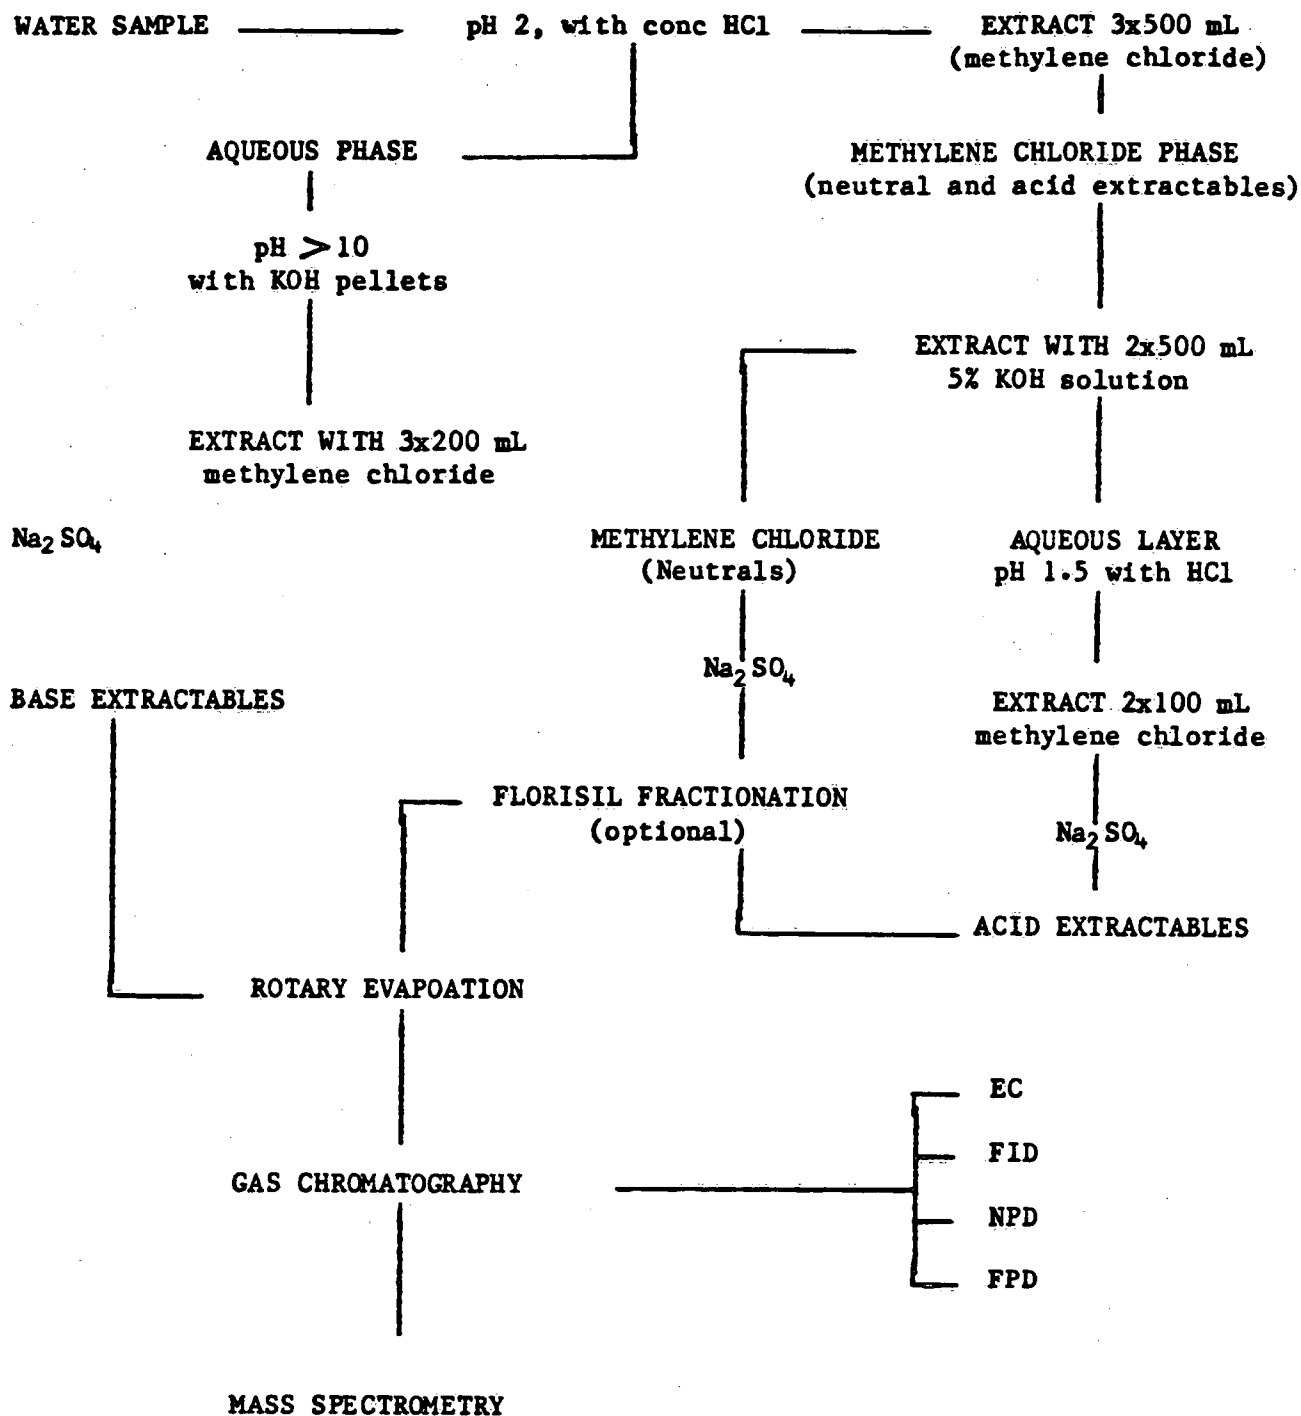 WATER SAMPLE
pH 2, with conc HCl
EXTRACT 3x500 mL
(methylene chloride)
AQUEOUS PHASE
METHYLENE CHLORIDE PHASE
(neutral and acid extractables)
pH > 10
with KOH pellets
EXTRACT WITH 2x500 mL
5% KOH solution
EXTRACT WITH 3x200 mL
methylene chloride
Na2SO4
METHYLENE CHLORIDE
(Neutrals)
AQUEOUS LAYER
pH 1.5 with HCl
Na2SO4
BASE EXTRACTABLES
EXTRACT 2x100 mL
methylene chloride
FLORISIL FRACTIONATION
(optional)
Na2SO4
ACID EXTRACTABLES
ROTARY EVAPOATION
EC
FID
GAS CHROMATOGRAPHY
NPD
FPD
MASS SPECTROMETRY